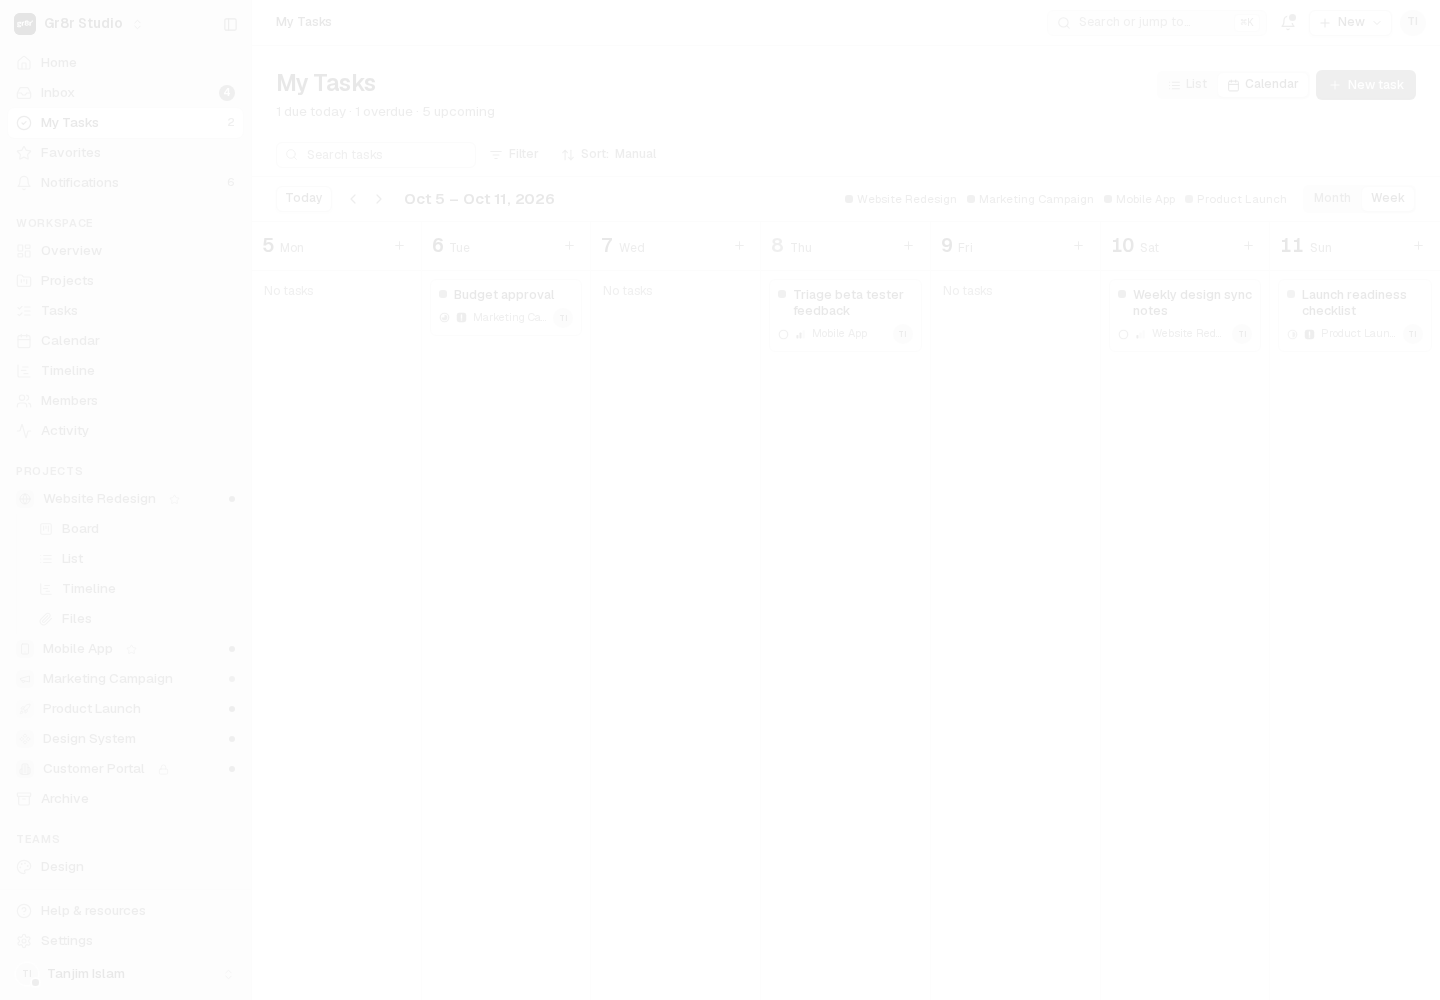 Gr8r Studio
My Tasks
Search or jump to...
⌘K
New
TI
Home
Inbox 4
My Tasks 2
Favorites
Notifications 6
WORKSPACE
Overview
Projects
Tasks
Calendar
Timeline
Members
Activity
PROJECTS
Website Redesign
Board
List
Timeline
Files
Mobile App
Marketing Campaign
Product Launch
Design System
Customer Portal
Archive
TEAMS
Design
Help & resources
Settings
TI Tanjim Islam
My Tasks
1 due today · 1 overdue · 5 upcoming
List
Calendar
New task
Search tasks
Filter
Sort: Manual
Today
Oct 5 – Oct 11, 2026
Website Redesign
Marketing Campaign
Mobile App
Product Launch
Month
Week
5 Mon
6 Tue
7 Wed
8 Thu
9 Fri
10 Sat
11 Sun
No tasks
Budget approval
Marketing Ca... TI
No tasks
Triage beta tester
feedback
Mobile App TI
No tasks
Weekly design sync
notes
Website Red... TI
Launch readiness
checklist
Product Laun... TI